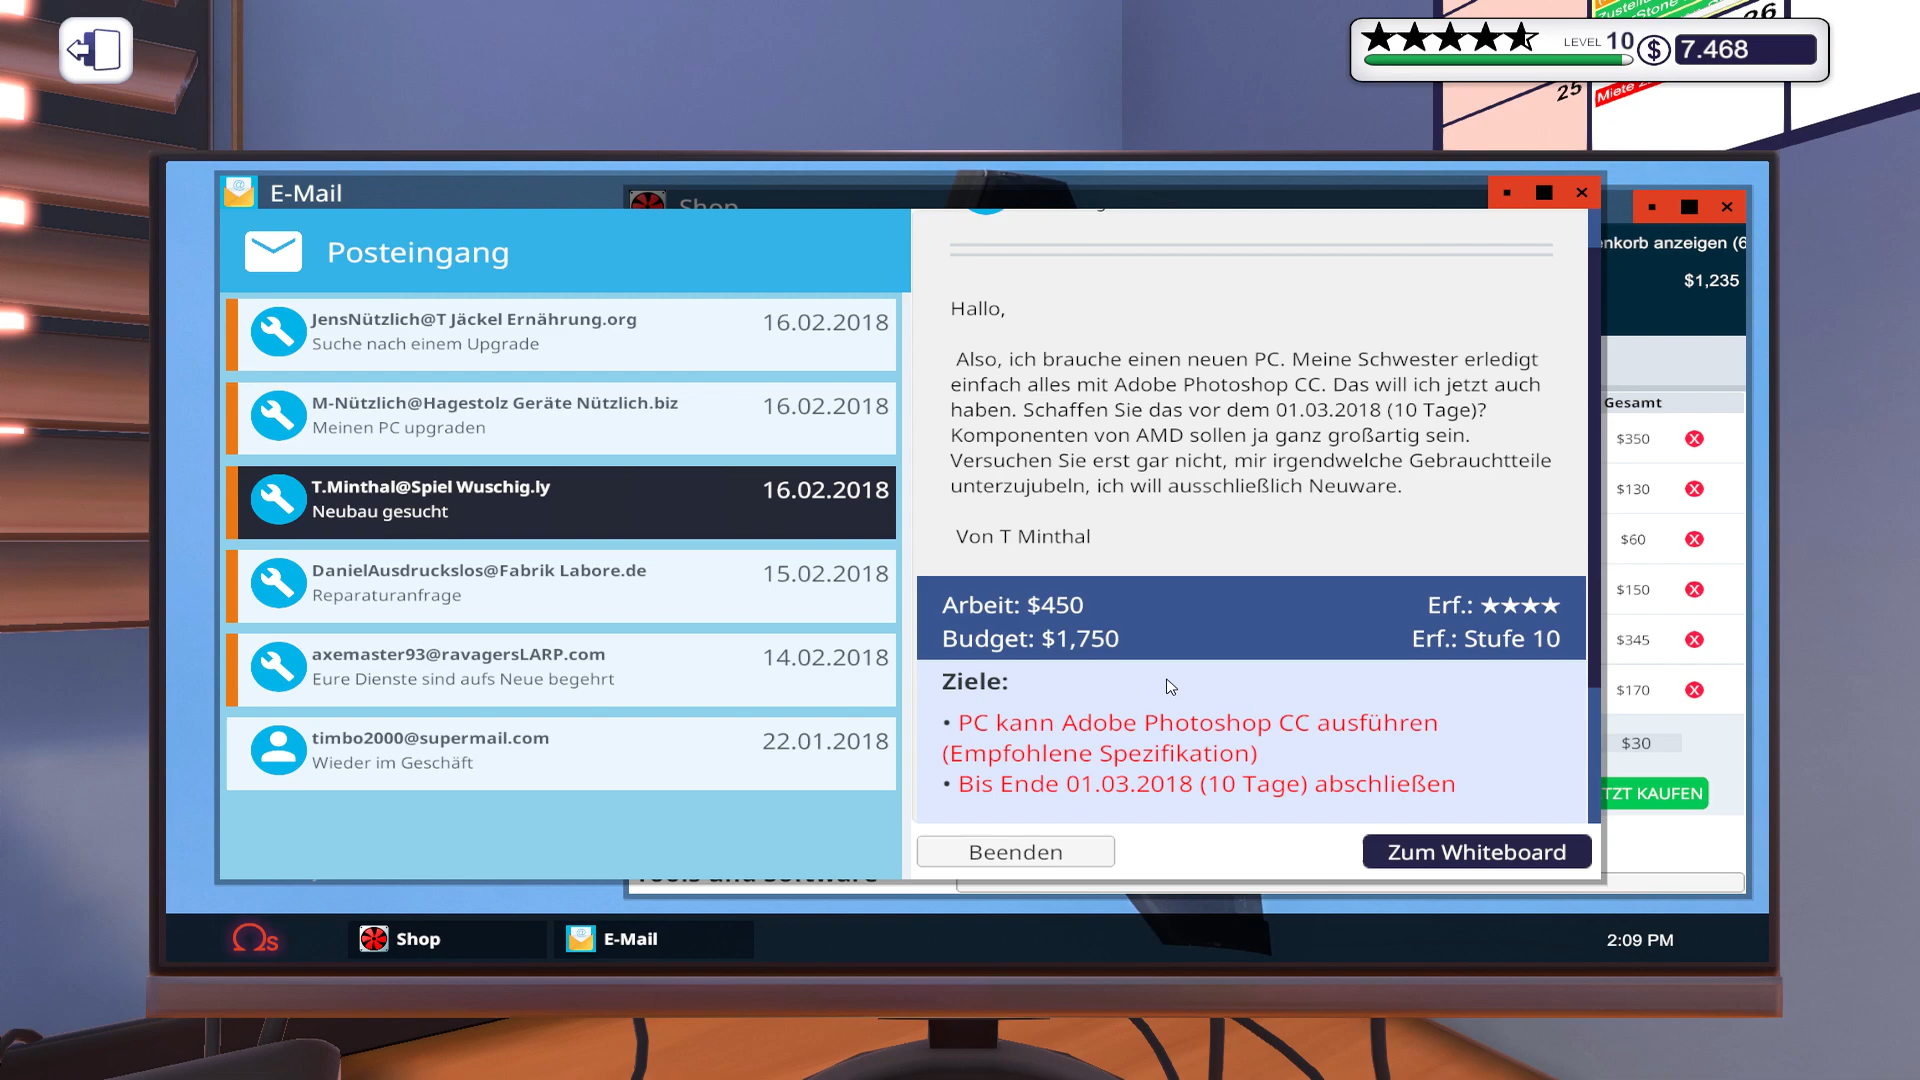 26
LEVEL 10
$ 7.468
25
Miete
E-Mail
Shop
Posteingang
JensNützlich@T Jäckel Ernährung.org
16.02.2018
Suche nach einem Upgrade
M-Nützlich@Hagestolz Geräte Nützlich.biz
16.02.2018
Meinen PC upgraden
T.Minthal@Spiel Wuschig.ly
16.02.2018
Neubau gesucht
DanielAusdruckslos@Fabrik Labore.de
15.02.2018
Reparaturanfrage
axemaster93@ravagersLARP.com
14.02.2018
Eure Dienste sind aufs Neue begehrt
timbo2000@supermail.com
22.01.2018
Wieder im Geschäft
Hallo,
Also, ich brauche einen neuen PC. Meine Schwester erledigt
einfach alles mit Adobe Photoshop CC. Das will ich jetzt auch
haben. Schaffen Sie das vor dem 01.03.2018 (10 Tage)?
Komponenten von AMD sollen ja ganz großartig sein.
Versuchen Sie erst gar nicht, mir irgendwelche Gebrauchtteile
unterzujubeln, ich will ausschließlich Neuware.
Von T Minthal
Arbeit: $450
Erf.: ★★★★
Budget: $1,750
Erf.: Stufe 10
Ziele:
• PC kann Adobe Photoshop CC ausführen
(Empfohlene Spezifikation)
• Bis Ende 01.03.2018 (10 Tage) abschließen
Beenden
Zum Whiteboard
nkorb anzeigen (6
$1,235
Gesamt
$350
$130
$60
$150
$345
$170
$30
TZT KAUFEN
Tools and Software
Ωs
Shop
E-Mail
2:09 PM